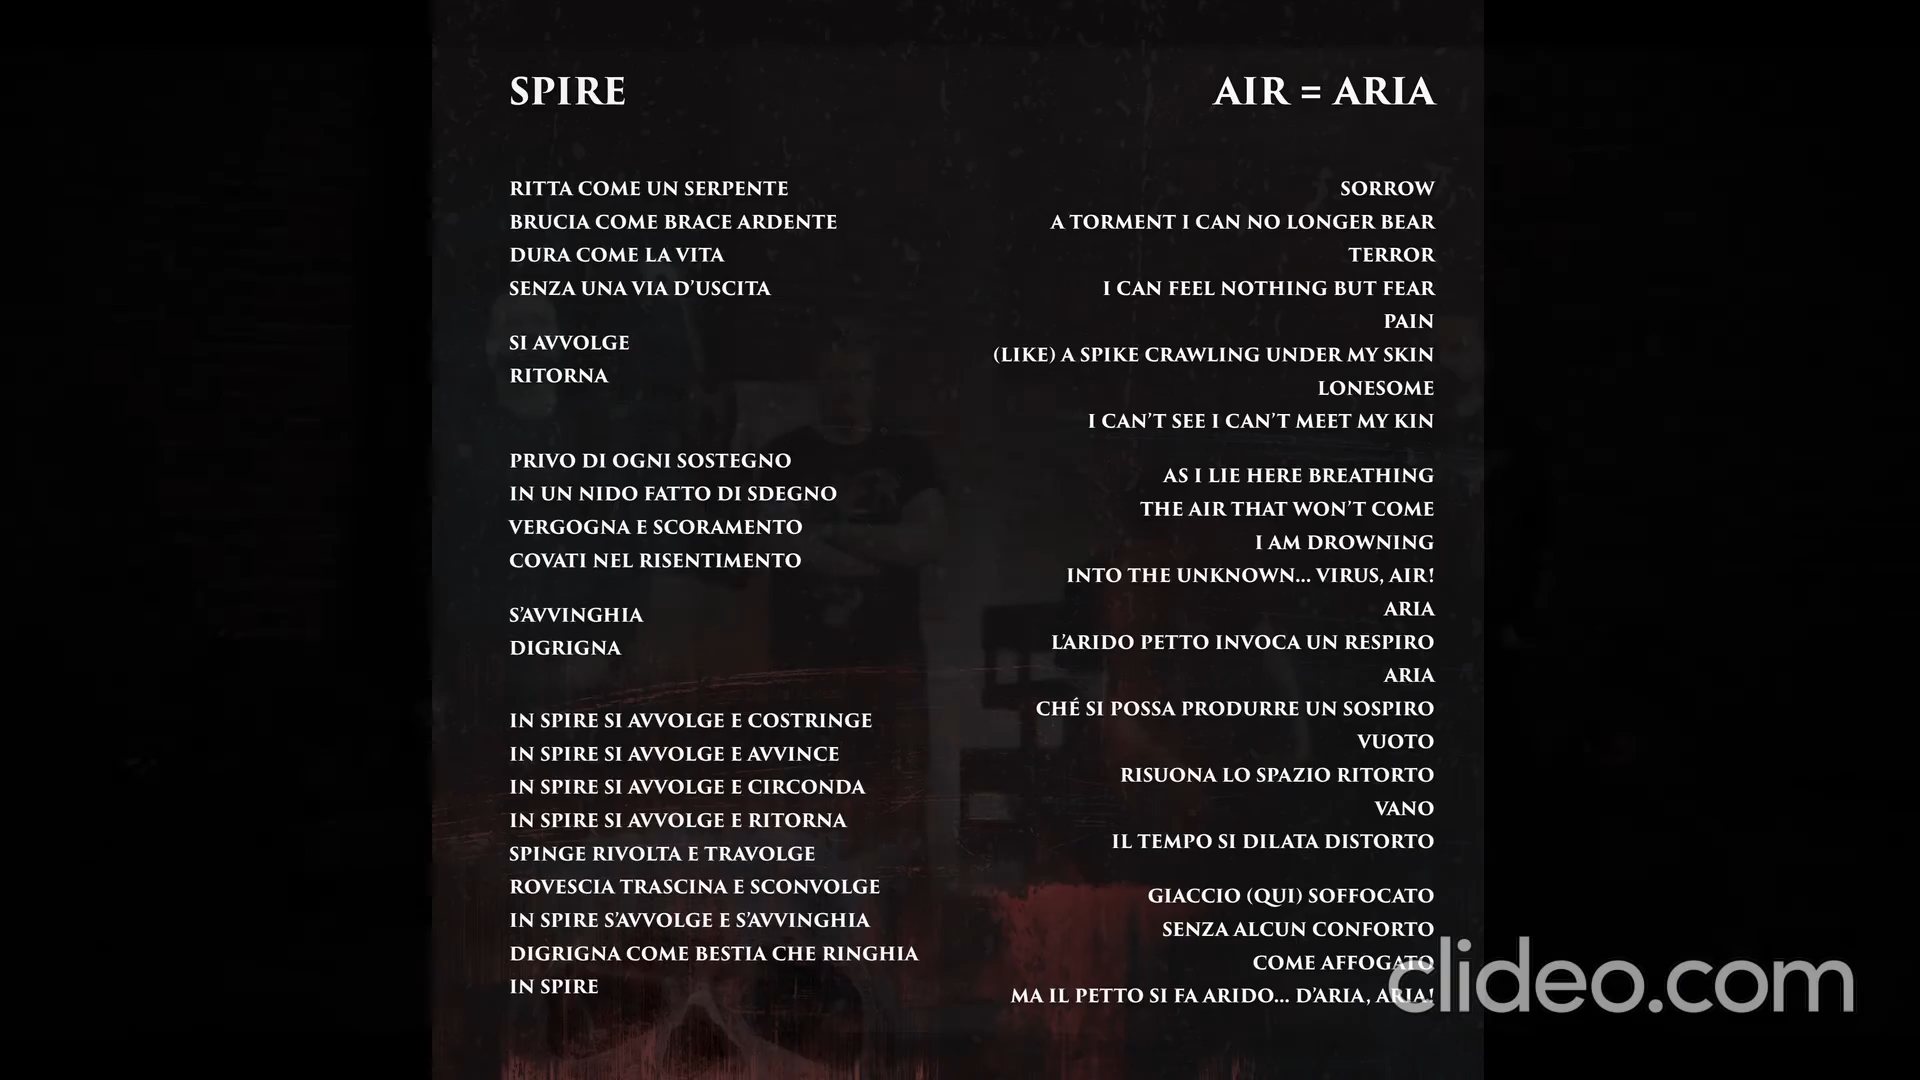 SPIRE
RITTA COME UN SERPENTE
BRUCIA COME BRACE ARDENTE
DURA COME LA VITA
SENZA UNA VIA D'USCITA
SI AVVOLGE
RITORNA
PRIVO DI OGNI SOSTEGNO
IN UN NIDO FATTO DI SDEGNO
VERGOGNA E SCORAMENTO
COVATI NEL RISENTIMENTO
S'AVVINGHIA
DIGRIGNA
IN SPIRE SI AVVOLGE E COSTRINGE
IN SPIRE SI AVVOLGE E AVVINCE
IN SPIRE SI AVVOLGE E CIRCONDA
IN SPIRE SI AVVOLGE E RITORNA
SPINGE RIVOLTA E TRAVOLGE
ROVESCIA TRASCINA E SCONVOLGE
IN SPIRE S'AVVOLGE E S'AVVINGHIA
DIGRIGNA COME BESTIA CHE RINGHIA
IN SPIRE
AIR = ARIA
SORROW
A TORMENT I CAN NO LONGER BEAR
TERROR
I CAN FEEL NOTHING BUT FEAR
PAIN
(LIKE) A SPIKE CRAWLING UNDER MY SKIN
LONESOME
I CAN'T SEE I CAN'T MEET MY KIN
AS I LIE HERE BREATHING
THE AIR THAT WON'T COME
I AM DROWNING
INTO THE UNKNOWN... VIRUS, AIR!
ARIA
L'ARIDO PETTO INVOCA UN RESPIRO
ARIA
CHÉ SI POSSA PRODURRE UN SOSPIRO
VUOTO
RISUONA LO SPAZIO RITORTO
VANO
IL TEMPO SI DILATA DISTORTO
GIACCIO (QUI) SOFFOCATO
SENZA ALCUN CONFORTO
COME AFFOGATO
MA IL PETTO SI FA ARIDO... D'ARIA, ARIA!
clideo.com